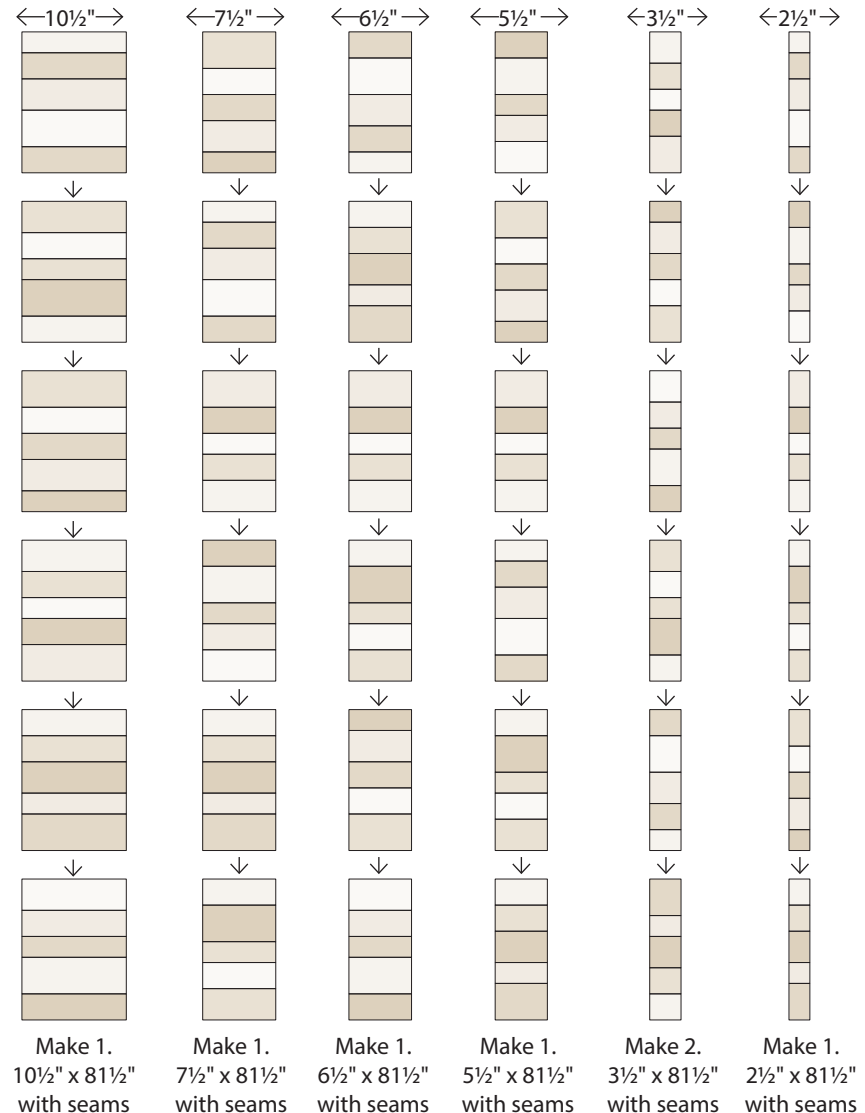 10½"
7½"
6½"
5½"
3½"
2½"
Make 1.
10½" x 81½"
with seams
Make 1.
7½" x 81½"
with seams
Make 1.
6½" x 81½"
with seams
Make 1.
5½" x 81½"
with seams
Make 2.
3½" x 81½"
with seams
Make 1.
2½" x 81½"
with seams